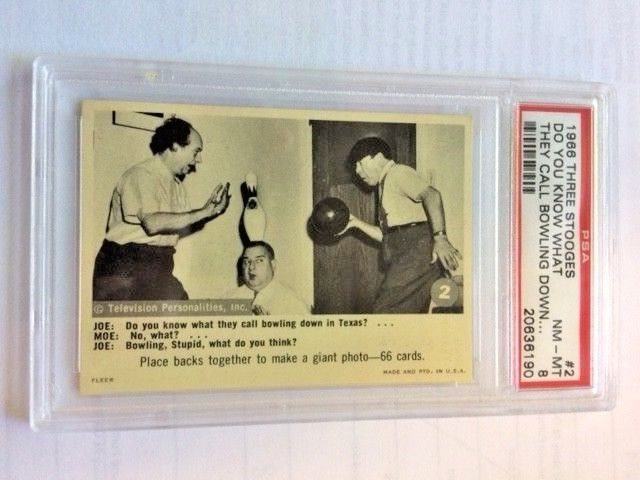 © Television Personalities, Inc.
2
JOE: Do you know what they call bowling down in Texas? ...
MOE: No, what? ...
JOE: Bowling, Stupid, what do you think?
Place backs together to make a giant photo—66 cards.
FLEER
MADE AND PTD. IN U.S.A.
PSA
1966 THREE STOOGES #2
DO YOU KNOW WHAT NM - MT
THEY CALL BOWLING DOWN... 8
20636190